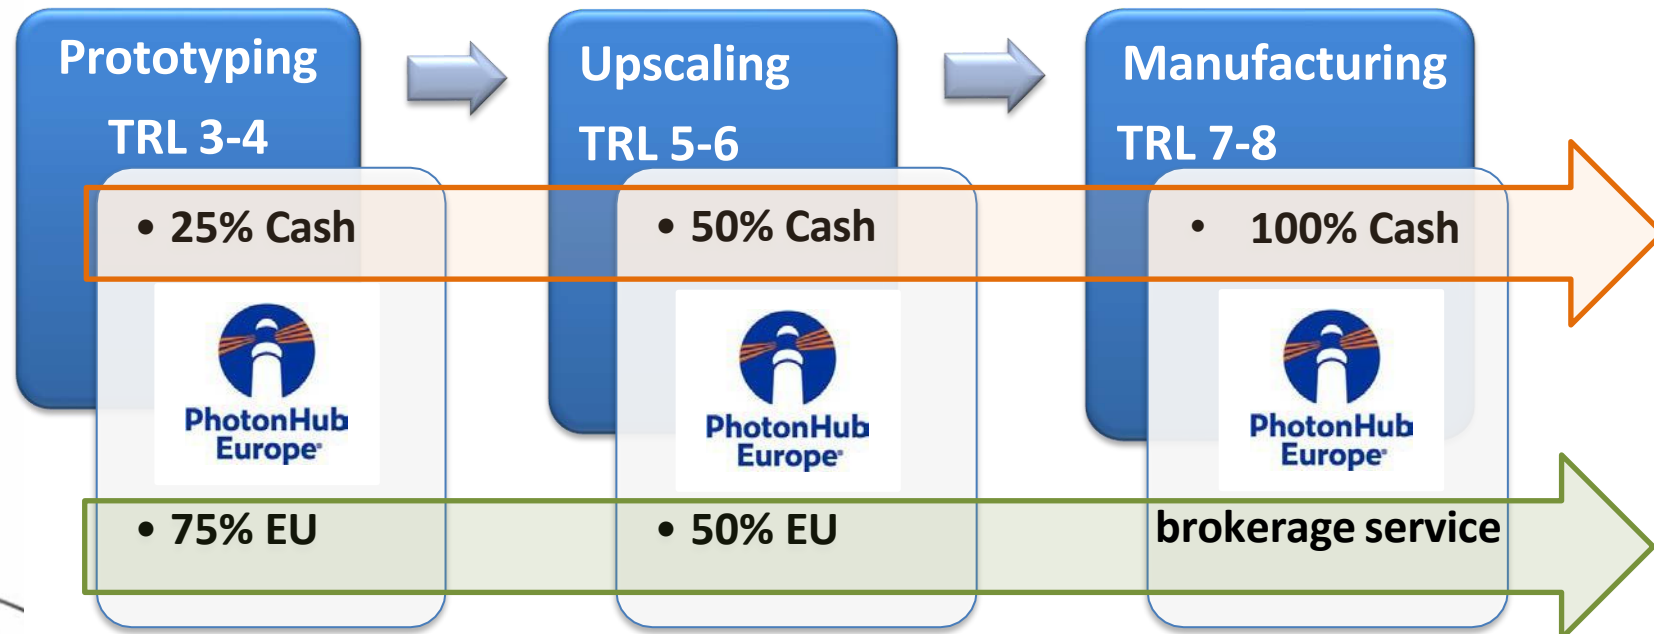 Prototyping
TRL 3-4
• 25% Cash
PhotonHub
Europe
• 75% EU
Upscaling
TRL 5-6
• 50% Cash
PhotonHub
Europe
• 50% EU
Manufacturing
TRL 7-8
• 100% Cash
PhotonHub
Europe
brokerage service